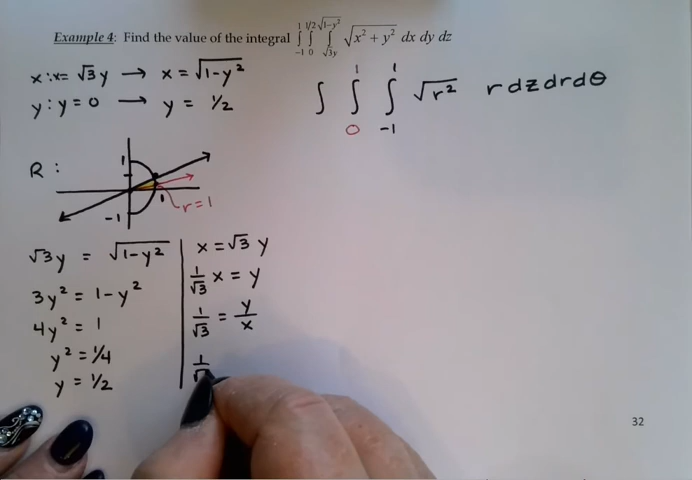 Example 4: Find the value of the integral ∫_{-1}^{1} ∫_{0}^{1/2} ∫_{√3y}^{√(1-y²)} √(x² + y²) dx dy dz
x: x = √3 y → x = √(1-y²)
y: y = 0 → y = 1/2
∫ ∫_{0}^{1} ∫_{-1}^{1} √r² r dz dr dθ
R:
1
1
-1
r=1
√3y = √(1-y²)
3y² = 1-y²
4y² = 1
y² = 1/4
y = 1/2
x = √3 y
1/√3 x = y
1/√3 = y/x
1/√
32